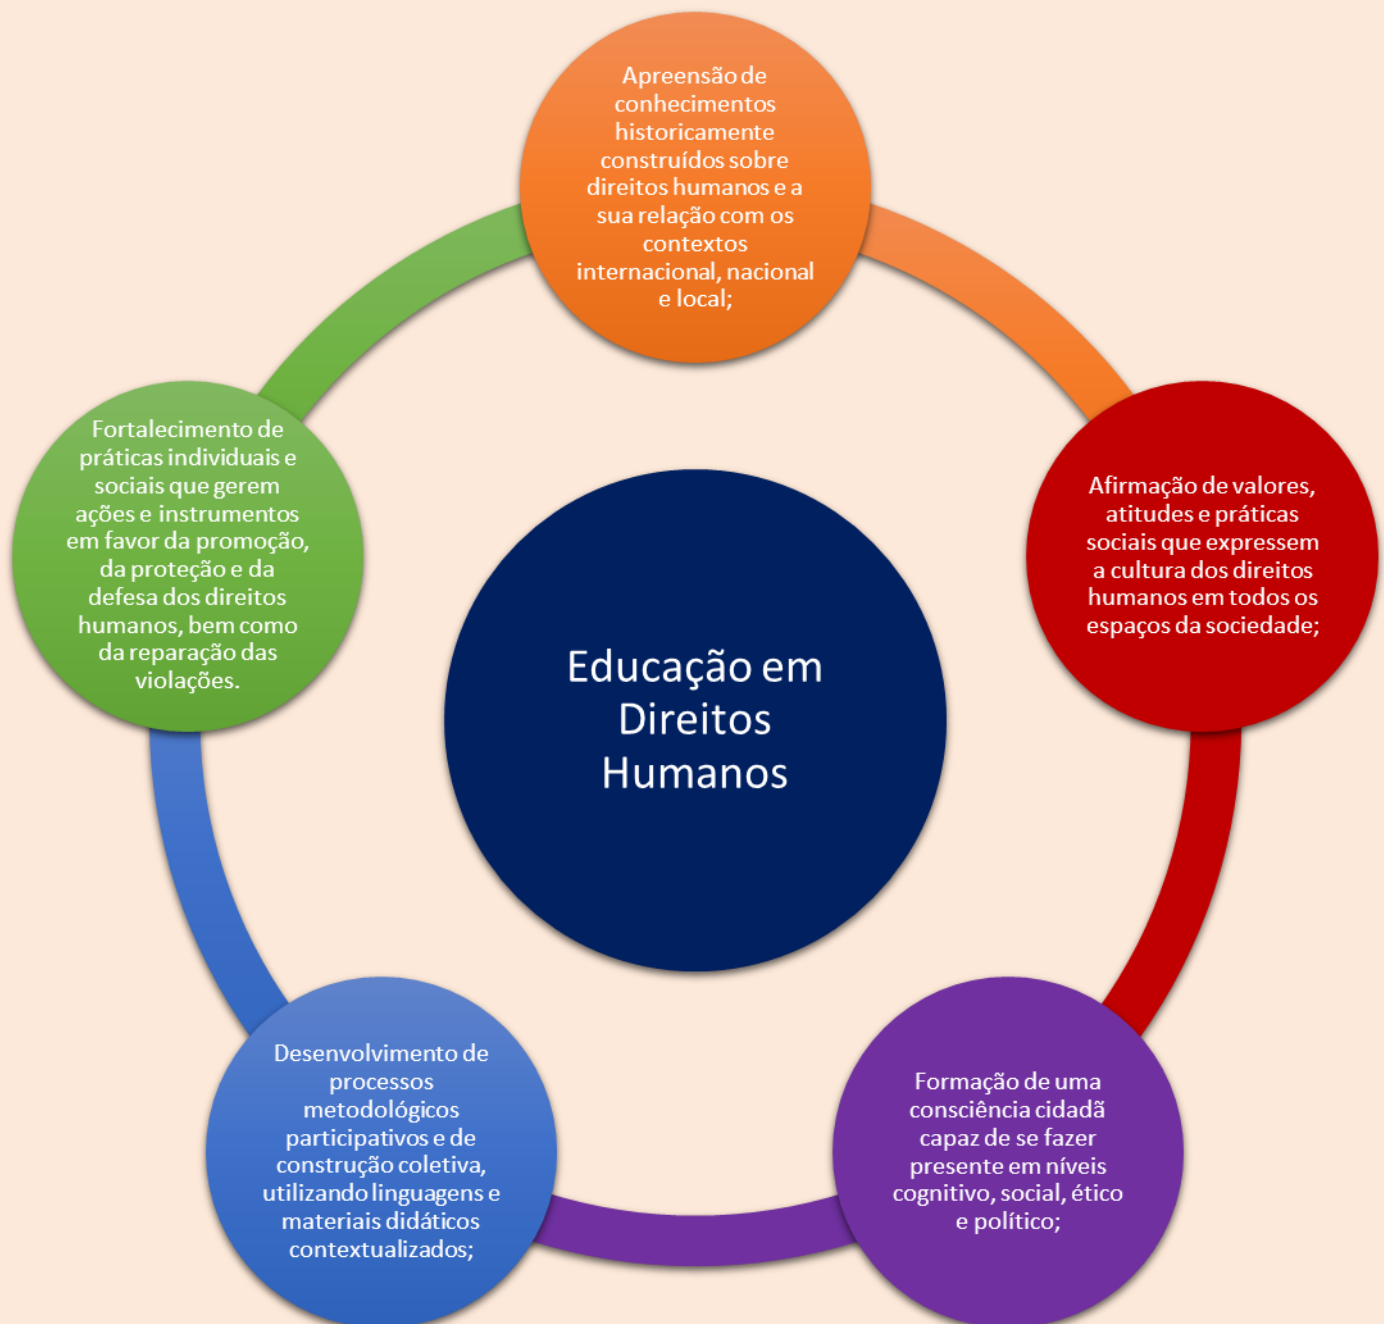 Apreensão de
conhecimentos
historicamente
construídos sobre
direitos humanos e a
sua relação com os
contextos
internacional, nacional
e local;
Afirmação de valores,
atitudes e práticas
sociais que expressem
a cultura dos direitos
humanos em todos os
espaços da sociedade;
Formação de uma
consciência cidadã
capaz de se fazer
presente em níveis
cognitivo, social, ético
e político;
Desenvolvimento de
processos
metodológicos
participativos e de
construção coletiva,
utilizando linguagens e
materiais didáticos
contextualizados;
Fortalecimento de
práticas individuais e
sociais que gerem
ações e instrumentos
em favor da promoção,
da proteção e da
defesa dos direitos
humanos, bem como
da reparação das
violações.
Educação em
Direitos
Humanos